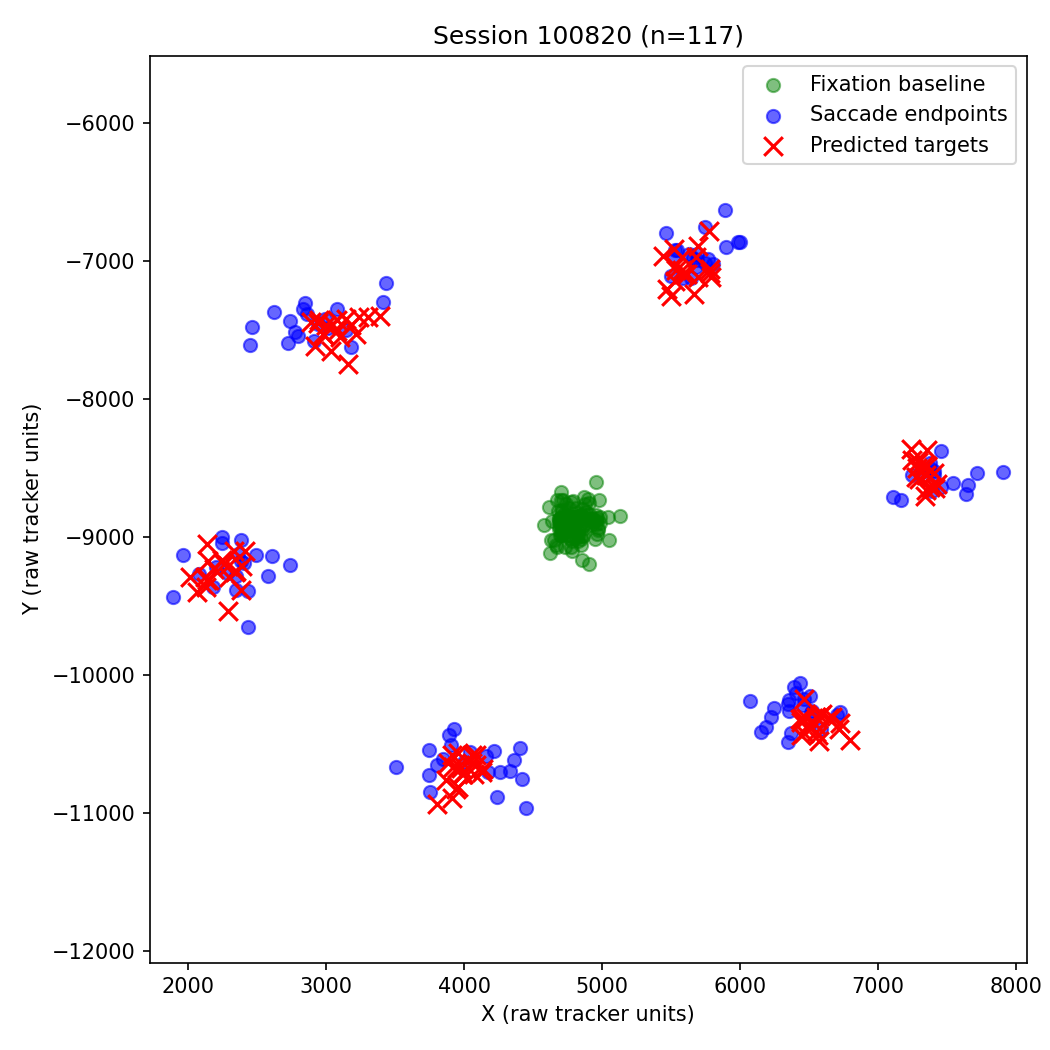 Session 100820 (n=117)
Fixation baseline
Saccade endpoints
Predicted targets
−6000
−7000
−8000
−9000
−10000
−11000
−12000
Y (raw tracker units)
2000 3000 4000 5000 6000 7000 8000
X (raw tracker units)